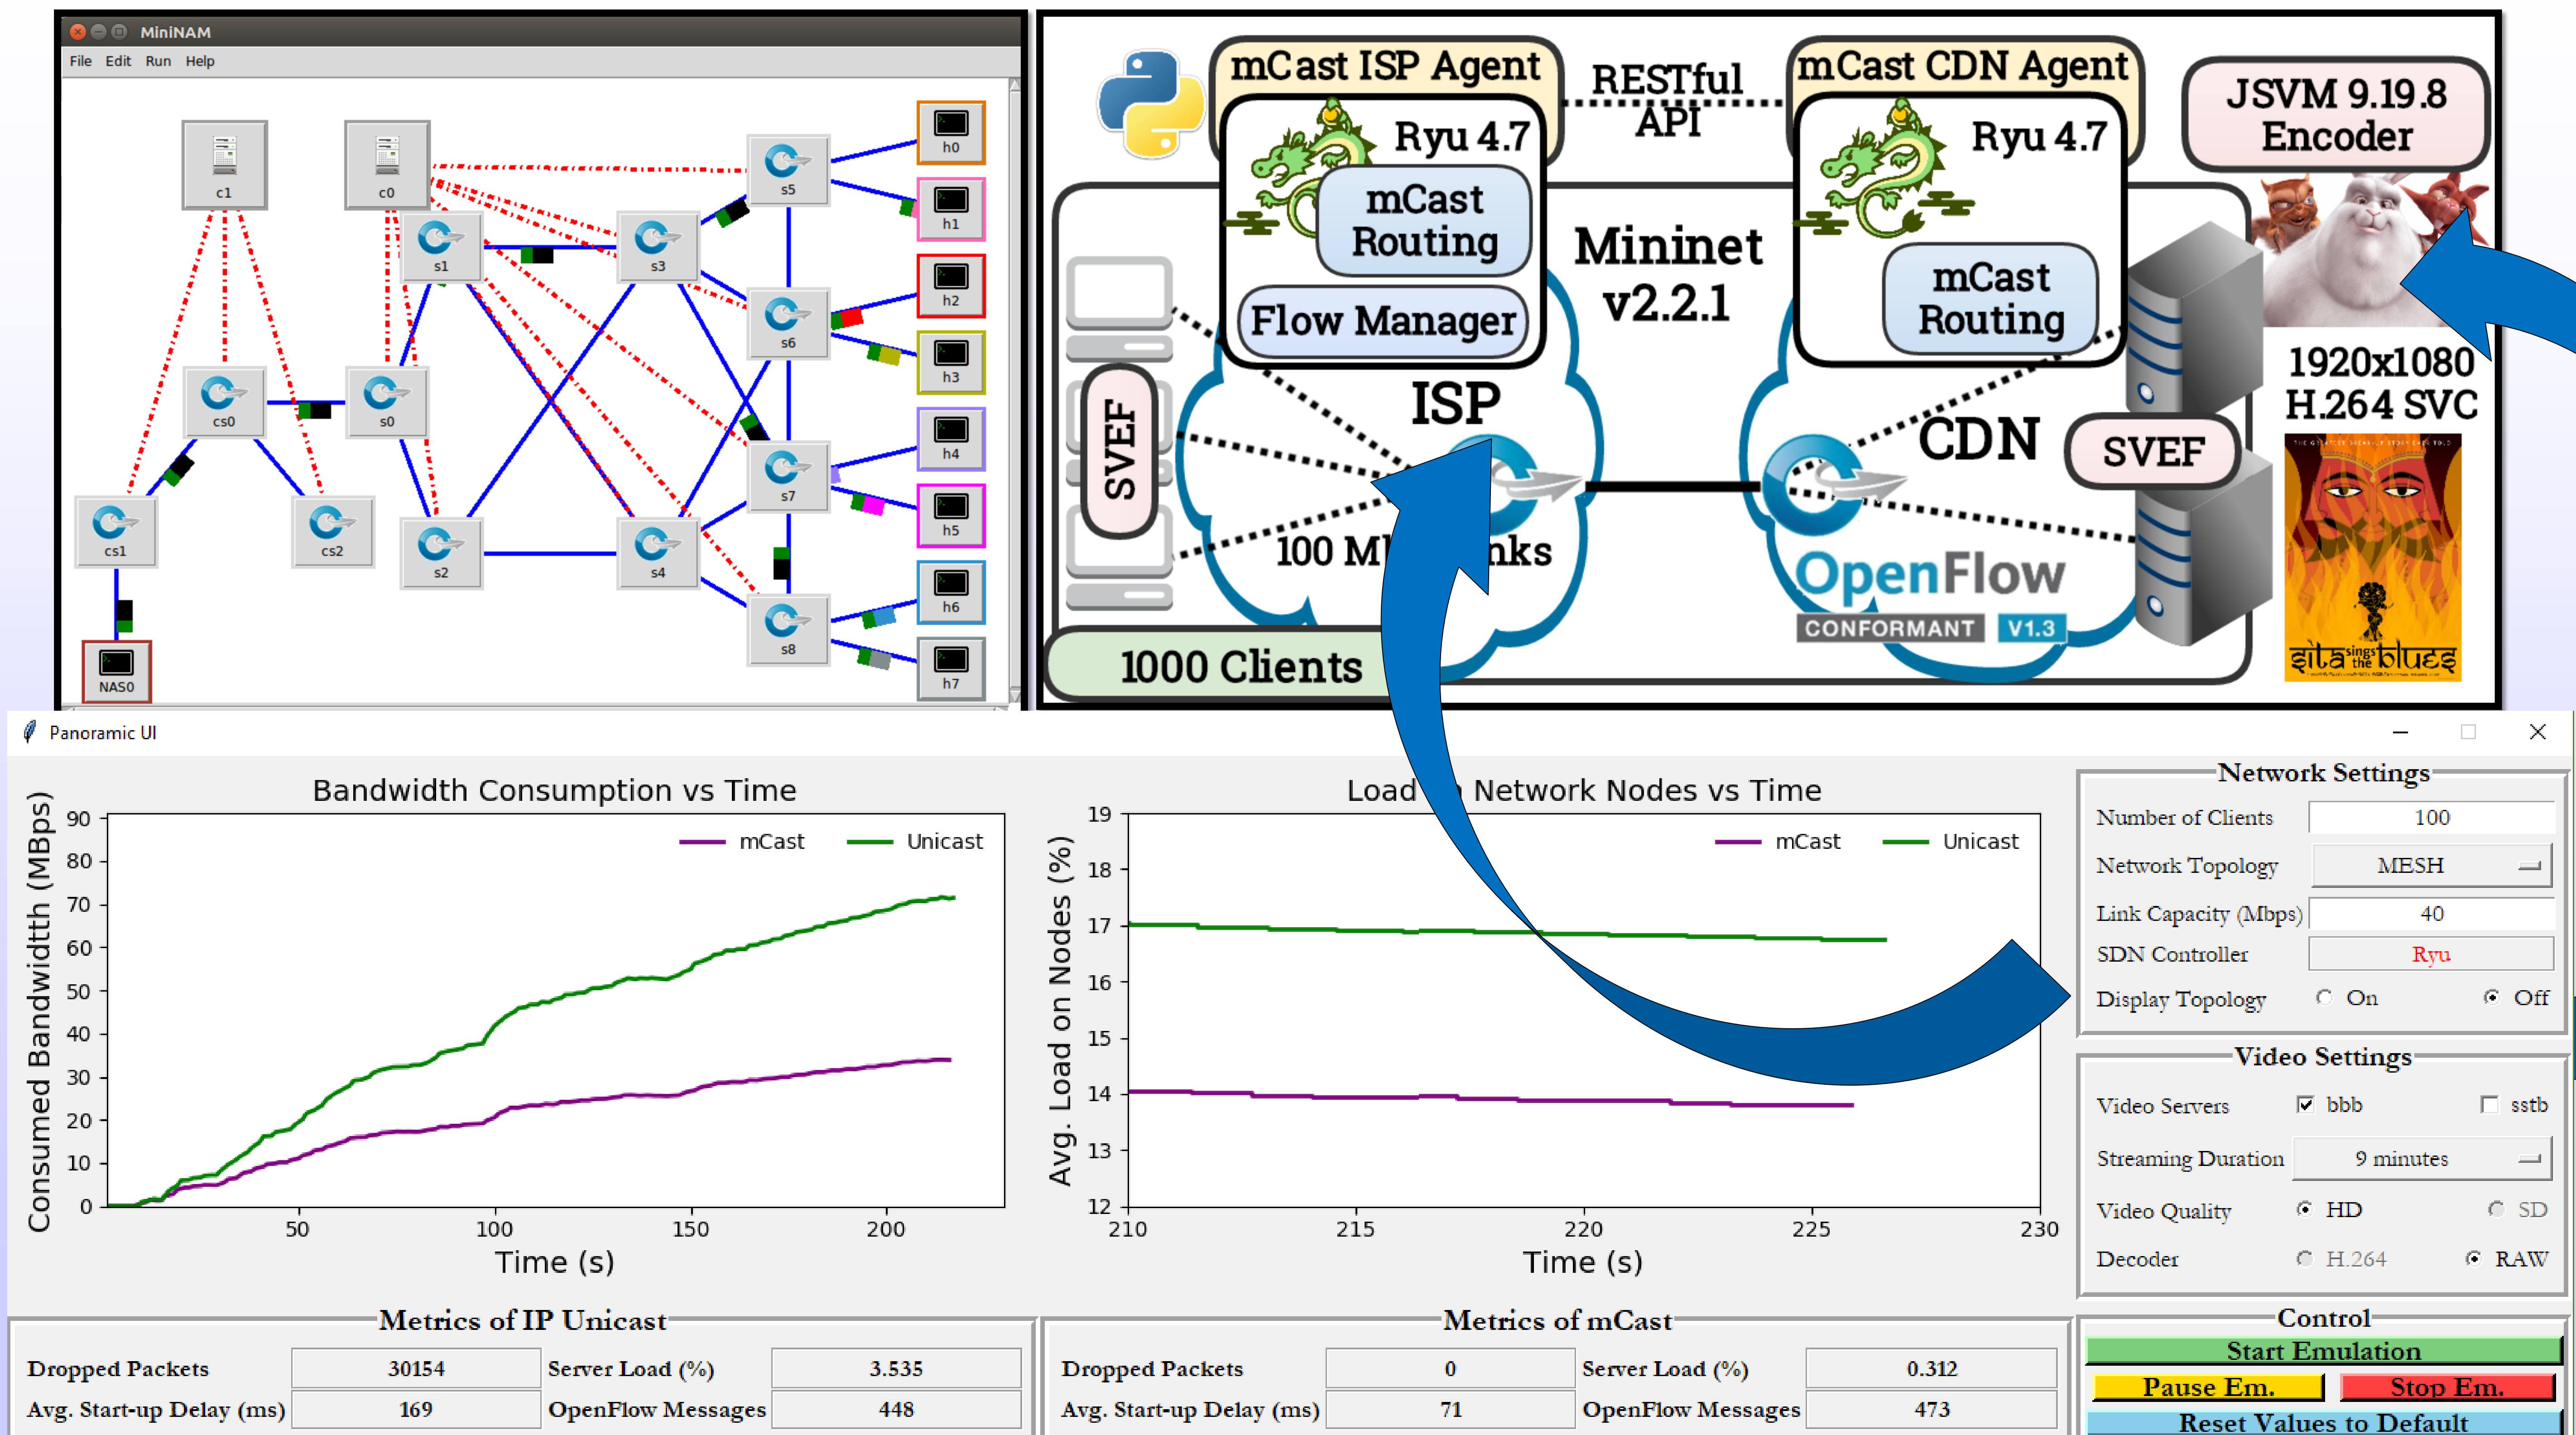 MiniNAM
File Edit Run Help
c1
c0
s5
h0
h1
s1
s3
h2
s6
h3
cs0
s0
h4
s7
h5
cs1
cs2
s2
s4
h6
s8
h7
NAS0
mCast ISP Agent
RESTful
API
mCast CDN Agent
JSVM 9.19.8
Encoder
Ryu 4.7
mCast
Routing
Flow Manager
Mininet
v2.2.1
Ryu 4.7
mCast
Routing
1920x1080
H.264 SVC
SVEF
ISP
CDN
SVEF
100 M nks
OpenFlow
CONFORMANT V1.3
1000 Clients
sita sings the blues
Panoramic UI
Bandwidth Consumption vs Time
Consumed Bandwidtth (MBps)
mCast Unicast
90
80
70
60
50
40
30
20
10
0
50 100 150 200
Time (s)
Load Network Nodes vs Time
Avg. Load on Nodes (%)
mCast Unicast
19
18
17
16
15
14
13
12
210 215 220 225 230
Time (s)
Network Settings
Number of Clients 100
Network Topology MESH
Link Capacity (Mbps) 40
SDN Controller Ryu
Display Topology On Off
Video Settings
Video Servers bbb sstb
Streaming Duration 9 minutes
Video Quality HD SD
Decoder H.264 RAW
Metrics of IP Unicast
Dropped Packets 30154 Server Load (%) 3.535
Avg. Start-up Delay (ms) 169 OpenFlow Messages 448
Metrics of mCast
Dropped Packets 0 Server Load (%) 0.312
Avg. Start-up Delay (ms) 71 OpenFlow Messages 473
Control
Start Emulation
Pause Em. Stop Em.
Reset Values to Default